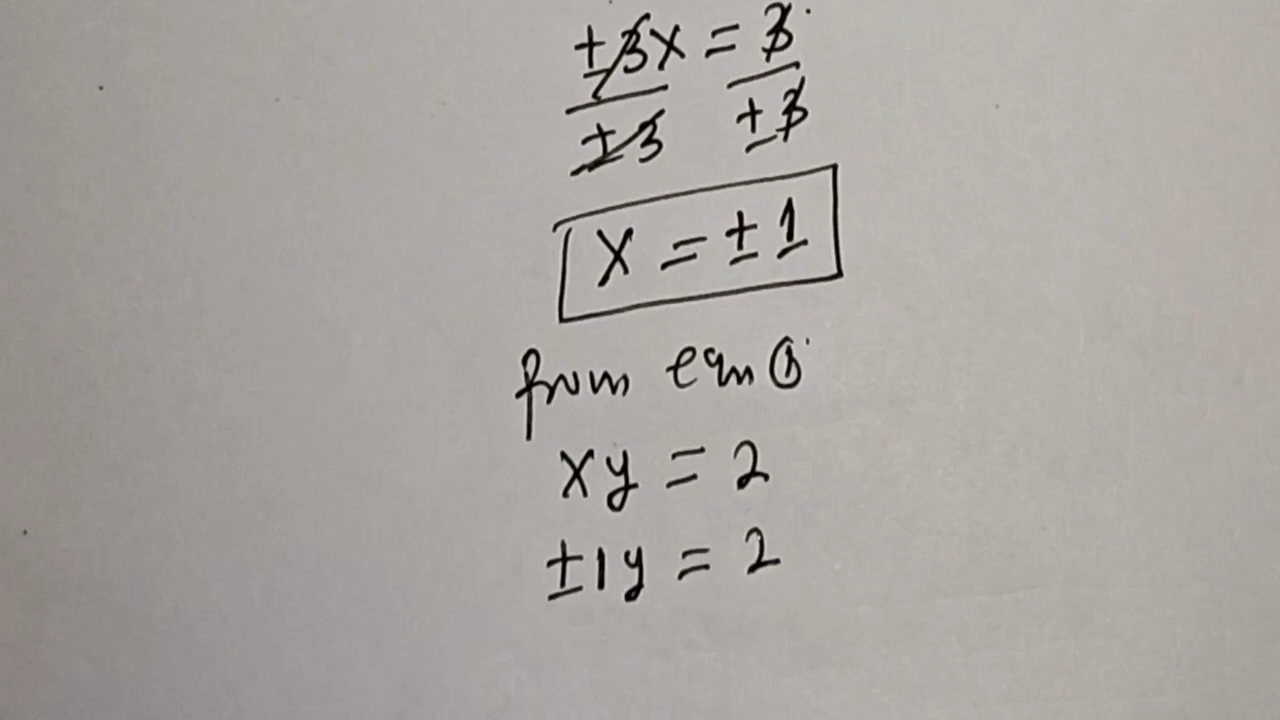 ±3x = 3
±3 ±3
x = ±1
from eqn ①
xy = 2
±1y = 2